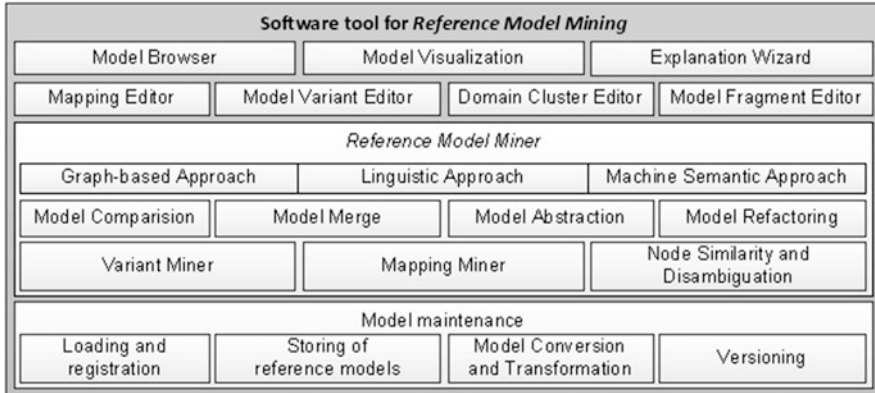 Software tool for Reference Model Mining
Model Browser
Model Visualization
Explanation Wizard
Mapping Editor
Model Variant Editor
Domain Cluster Editor
Model Fragment Editor
Reference Model Miner
Graph-based Approach
Linguistic Approach
Machine Semantic Approach
Model Comparision
Model Merge
Model Abstraction
Model Refactoring
Variant Miner
Mapping Miner
Node Similarity and
Disambiguation
Model maintenance
Loading and
registration
Storing of
reference models
Model Conversion
and Transformation
Versioning